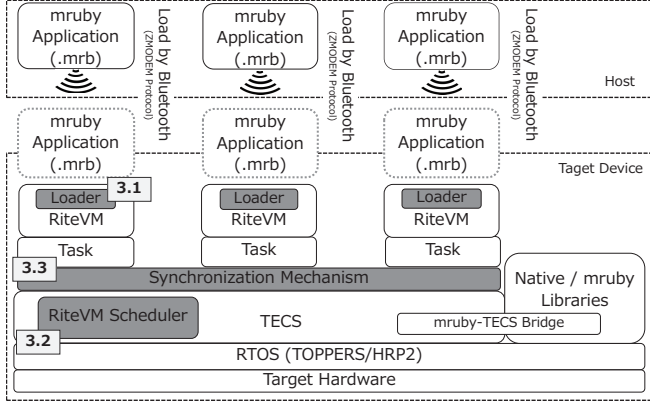 mruby
Application
(.mrb)
Load by Bluetooth
(ZMODEM Protocol)
mruby
Application
(.mrb)
Load by Bluetooth
(ZMODEM Protocol)
mruby
Application
(.mrb)
Load by Bluetooth
(ZMODEM Protocol)
Host
mruby
Application
(.mrb)
mruby
Application
(.mrb)
mruby
Application
(.mrb)
Taget Device
Loader
3.1
RiteVM
Loader
RiteVM
Loader
RiteVM
Task
Task
Task
3.3
Synchronization Mechanism
Native / mruby
Libraries
RiteVM Scheduler
TECS
mruby-TECS Bridge
3.2
RTOS (TOPPERS/HRP2)
Target Hardware